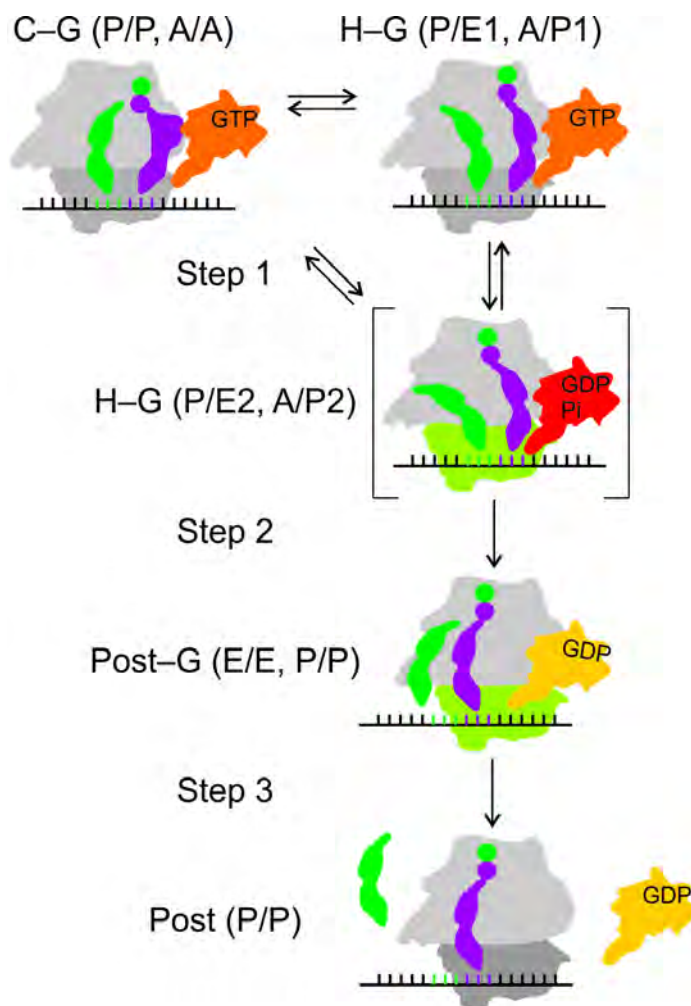 C–G (P/P, A/A)
H–G (P/E1, A/P1)
GTP
GTP
Step 1
H–G (P/E2, A/P2)
GDP
Pi
Step 2
Post–G (E/E, P/P)
GDP
Step 3
Post (P/P)
GDP